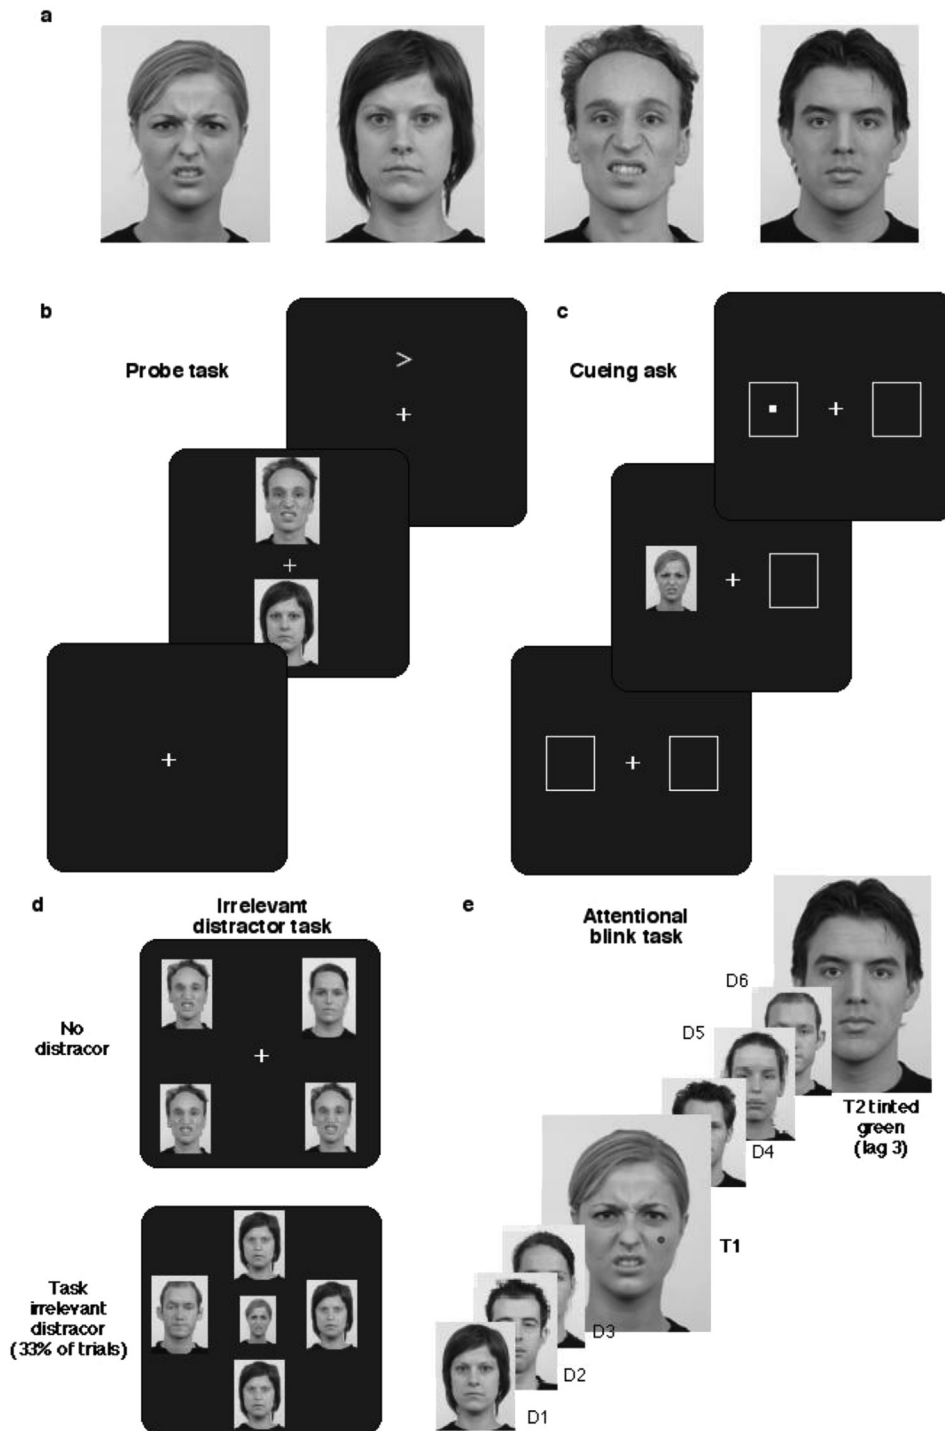 a
b
Probe task
>
c
Cueing ask
d
Irrelevant
distractor task
No
distracor
Task
irrelevant
distracor
(33% of trials)
e
Attentional
blink task
D6
D5
T2 tinted
green
(lag 3)
D4
T1
D3
D2
D1